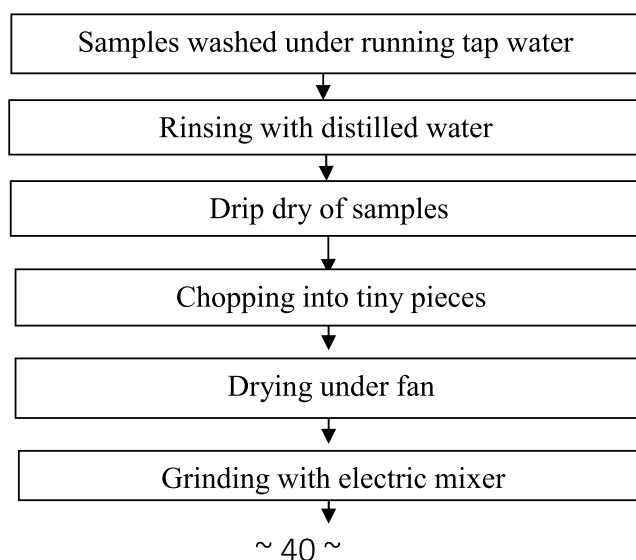 Samples washed under running tap water
Rinsing with distilled water
Drip dry of samples
Chopping into tiny pieces
Drying under fan
Grinding with electric mixer
~ 40 ~